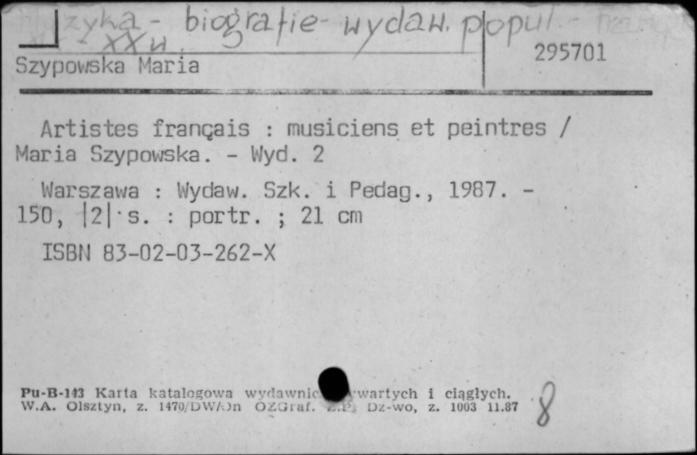 muzyka - biografie - wydaw. popul. -
- XX w
295701
Szypowska Maria
Artistes français : musiciens et peintres /
Maria Szypowska. - Wyd. 2
Warszawa : Wydaw. Szk. i Pedag., 1987. -
150, |2| s. : portr. ; 21 cm
ISBN 83-02-03-262-X
Pu-B-143 Karta katalogowa wydawnic wartych i ciągłych.
W.A. Olsztyn, z. 1470/DW/Jn OZGraf. Z.P. Dz-wo, z. 1003 11.87
8